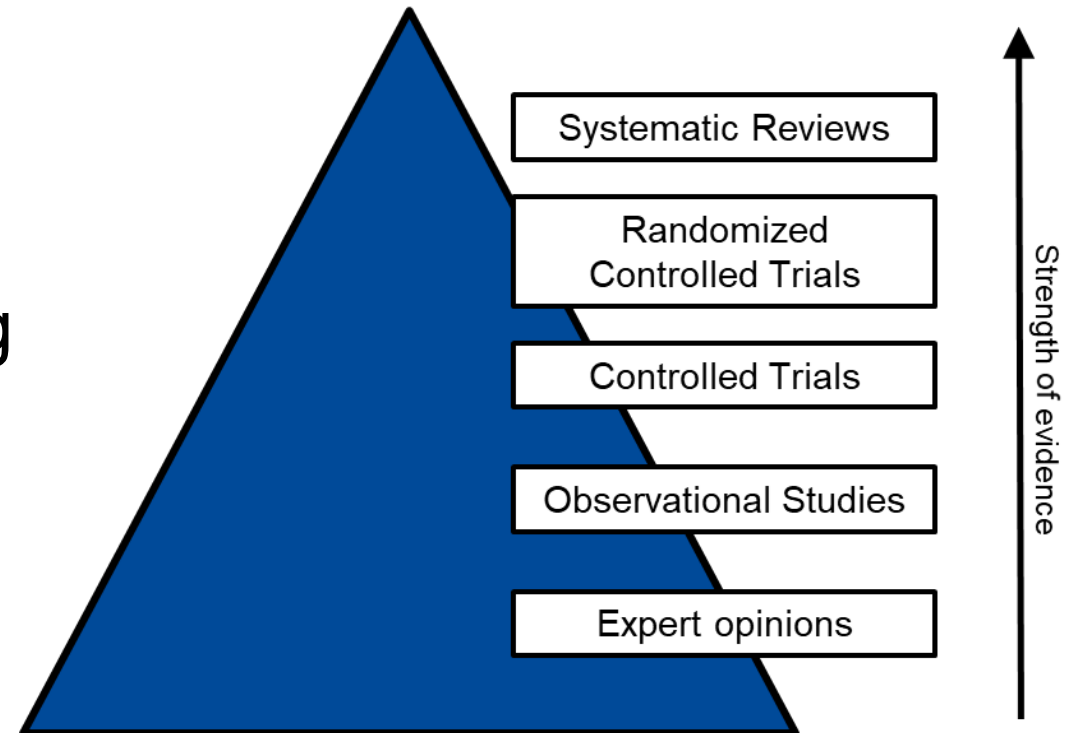 Systematic Reviews
Randomized
Controlled Trials
g
Controlled Trials
Observational Studies
Expert opinions
Strength of evidence